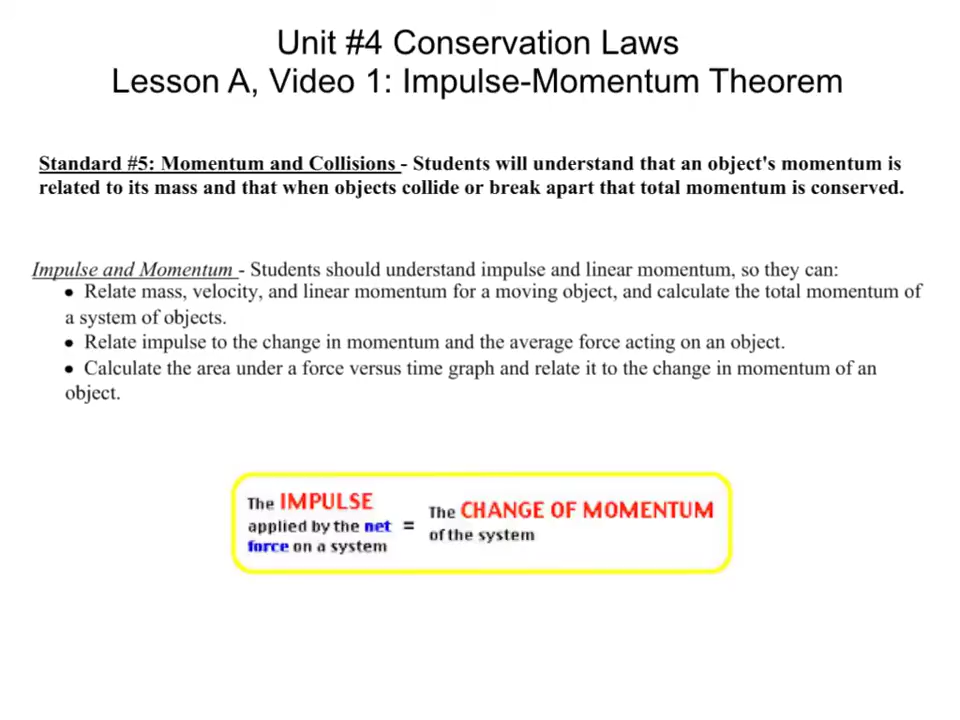 Unit #4 Conservation Laws
Lesson A, Video 1: Impulse-Momentum Theorem
Standard #5: Momentum and Collisions - Students will understand that an object's momentum is
related to its mass and that when objects collide or break apart that total momentum is conserved.
Impulse and Momentum - Students should understand impulse and linear momentum, so they can:
• Relate mass, velocity, and linear momentum for a moving object, and calculate the total momentum of
a system of objects.
• Relate impulse to the change in momentum and the average force acting on an object.
• Calculate the area under a force versus time graph and relate it to the change in momentum of an
object.
The IMPULSE
applied by the net
force on a system
=
The CHANGE OF MOMENTUM
of the system